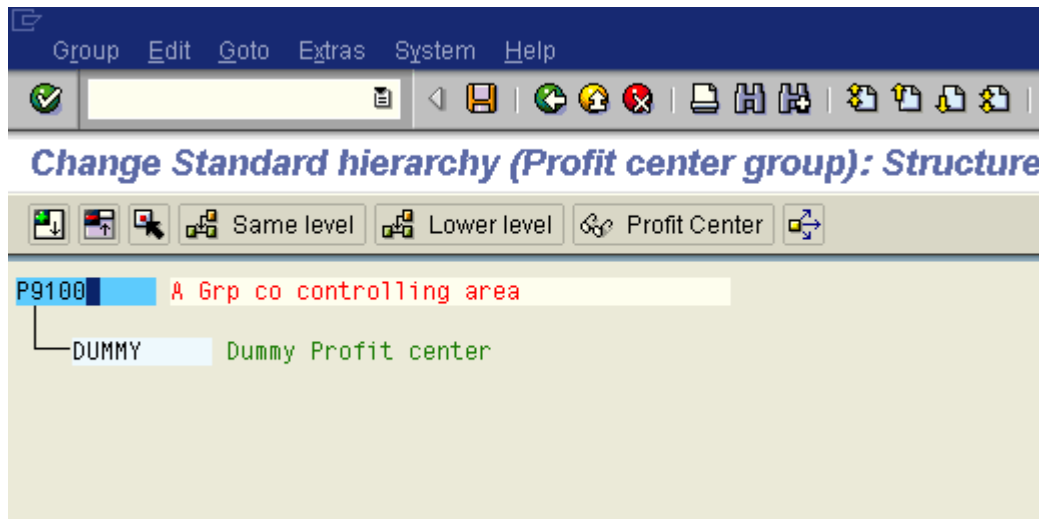 Group Edit Goto Extras System Help
Change Standard hierarchy (Profit center group): Structure
Same level Lower level Profit Center
P9100 A Grp co controlling area
DUMMY Dummy Profit center